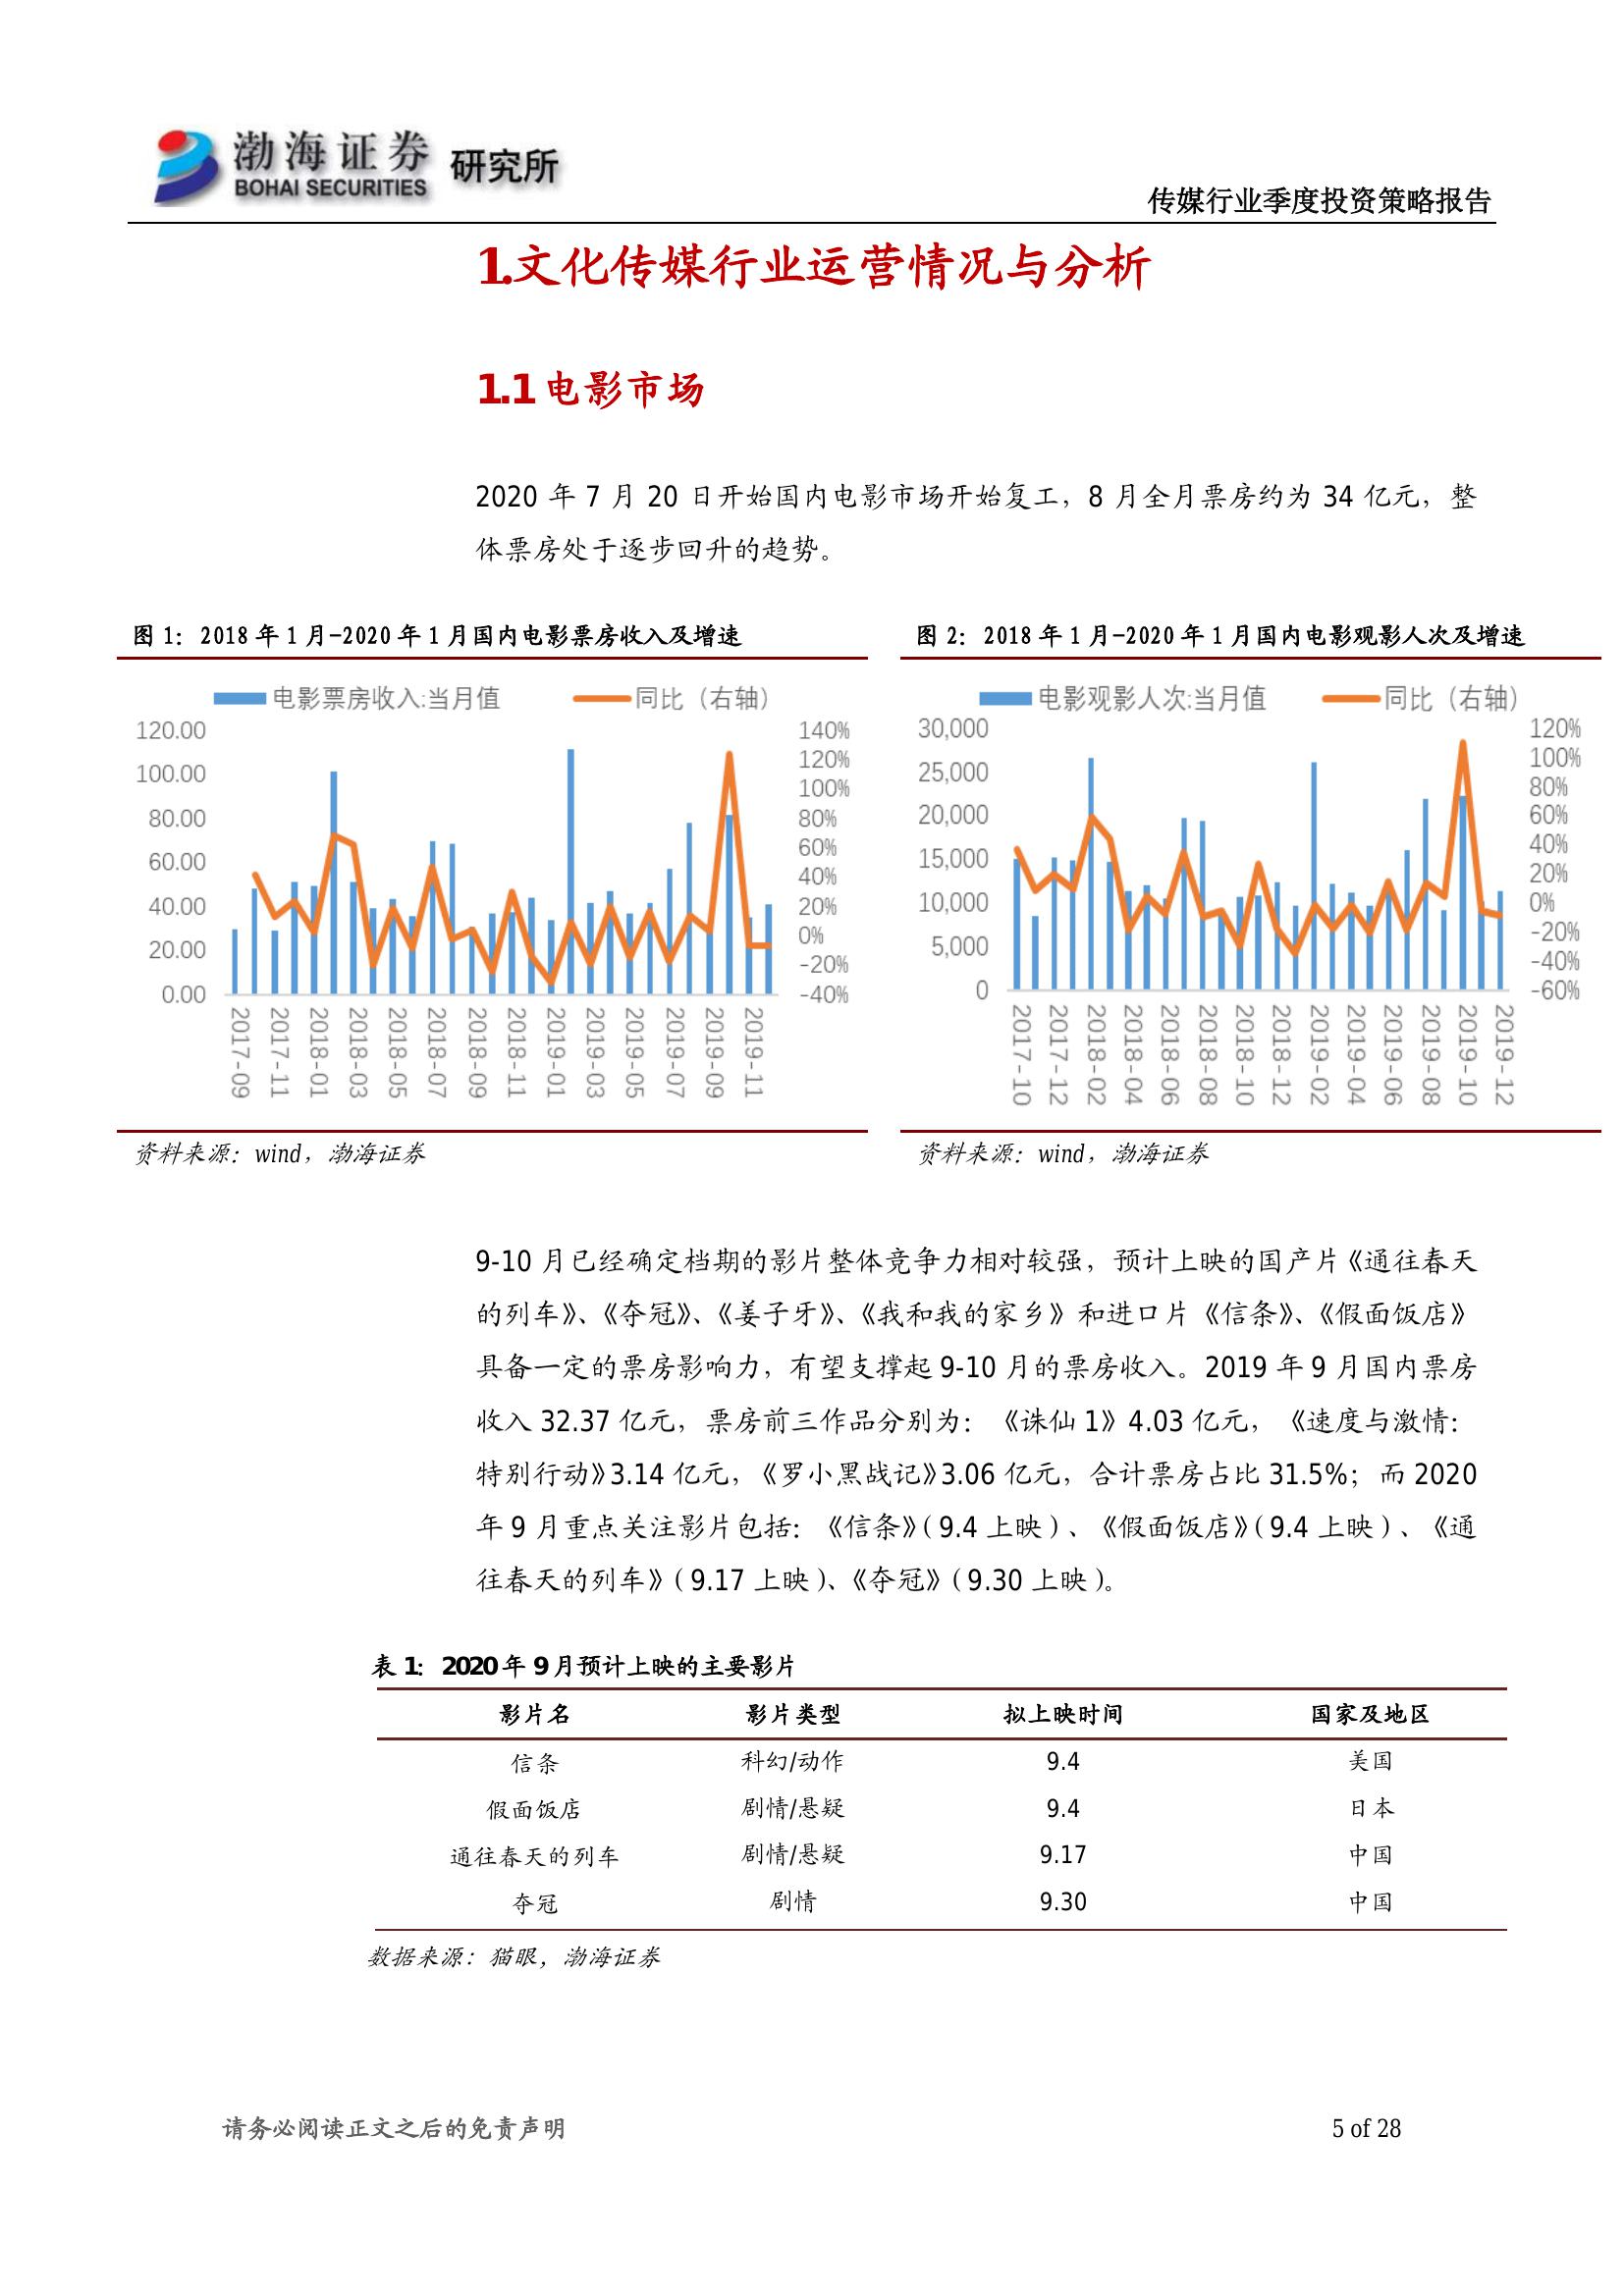 渤海证券 研究所
BOHAI SECURITIES
传媒行业季度投资策略报告
1.文化传媒行业运营情况与分析
1.1 电影市场
2020 年 7 月 20 日开始国内电影市场开始复工，8 月全月票房约为 34 亿元，整
体票房处于逐步回升的趋势。
图 1：2018 年 1 月-2020 年 1 月国内电影票房收入及增速
电影票房收入:当月值 同比（右轴）
120.00
100.00
80.00
60.00
40.00
20.00
0.00
140%
120%
100%
80%
60%
40%
20%
0%
-20%
-40%
2017-09
2017-11
2018-01
2018-03
2018-05
2018-07
2018-09
2018-11
2019-01
2019-03
2019-05
2019-07
2019-09
2019-11
资料来源：wind，渤海证券
图 2：2018 年 1 月-2020 年 1 月国内电影观影人次及增速
电影观影人次:当月值 同比（右轴）
30,000
25,000
20,000
15,000
10,000
5,000
0
120%
100%
80%
60%
40%
20%
0%
-20%
-40%
-60%
2017-10
2017-12
2018-02
2018-04
2018-06
2018-08
2018-10
2018-12
2019-02
2019-04
2019-06
2019-08
2019-10
2019-12
资料来源：wind，渤海证券
9-10 月已经确定档期的影片整体竞争力相对较强，预计上映的国产片《通往春天
的列车》、《夺冠》、《姜子牙》、《我和我的家乡》和进口片《信条》、《假面饭店》
具备一定的票房影响力，有望支撑起 9-10 月的票房收入。2019 年 9 月国内票房
收入 32.37 亿元，票房前三作品分别为：《诛仙 1》4.03 亿元，《速度与激情：
特别行动》3.14 亿元，《罗小黑战记》3.06 亿元，合计票房占比 31.5%；而 2020
年 9 月重点关注影片包括：《信条》（9.4 上映）、《假面饭店》（9.4 上映）、《通
往春天的列车》（9.17 上映）、《夺冠》（9.30 上映）。
表 1：2020 年 9 月预计上映的主要影片
影片名 影片类型 拟上映时间 国家及地区
信条 科幻/动作 9.4 美国
假面饭店 剧情/悬疑 9.4 日本
通往春天的列车 剧情/悬疑 9.17 中国
夺冠 剧情 9.30 中国
数据来源：猫眼，渤海证券
请务必阅读正文之后的免责声明
5 of 28